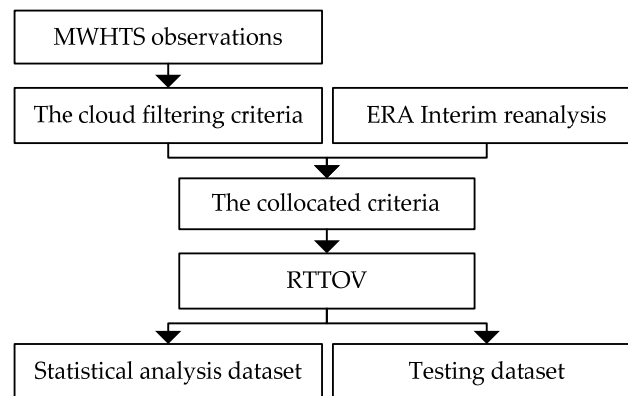 MWHTS observations
The cloud filtering criteria
ERA Interim reanalysis
The collocated criteria
RTTOV
Statistical analysis dataset
Testing dataset